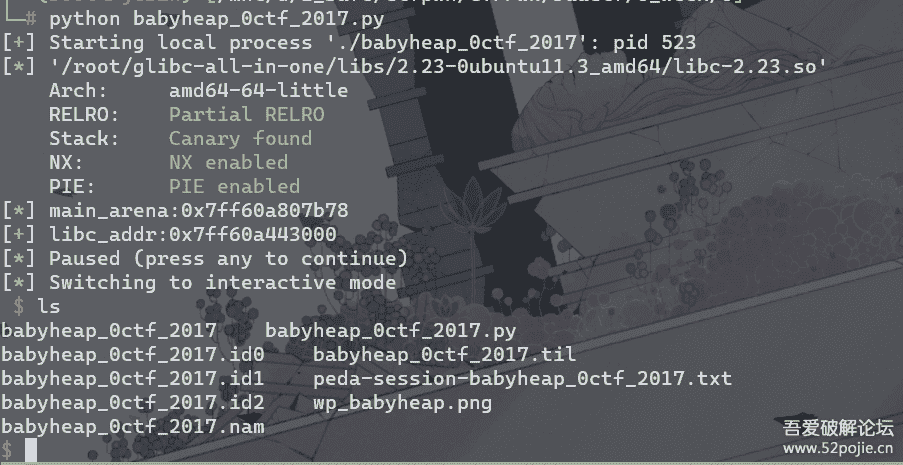 └─# python babyheap_0ctf_2017.py
[+] Starting local process './babyheap_0ctf_2017': pid 523
[*] '/root/glibc-all-in-one/libs/2.23-0ubuntu11.3_amd64/libc-2.23.so'
    Arch:     amd64-64-little
    RELRO:    Partial RELRO
    Stack:    Canary found
    NX:       NX enabled
    PIE:      PIE enabled
[*] main_arena:0x7ff60a807b78
[+] libc_addr:0x7ff60a443000
[*] Paused (press any to continue)
[*] Switching to interactive mode
 $ ls
babyheap_0ctf_2017    babyheap_0ctf_2017.py
babyheap_0ctf_2017.id0    babyheap_0ctf_2017.til
babyheap_0ctf_2017.id1    peda-session-babyheap_0ctf_2017.txt
babyheap_0ctf_2017.id2    wp_babyheap.png
babyheap_0ctf_2017.nam
$
吾爱破解论坛
www.52pojie.cn